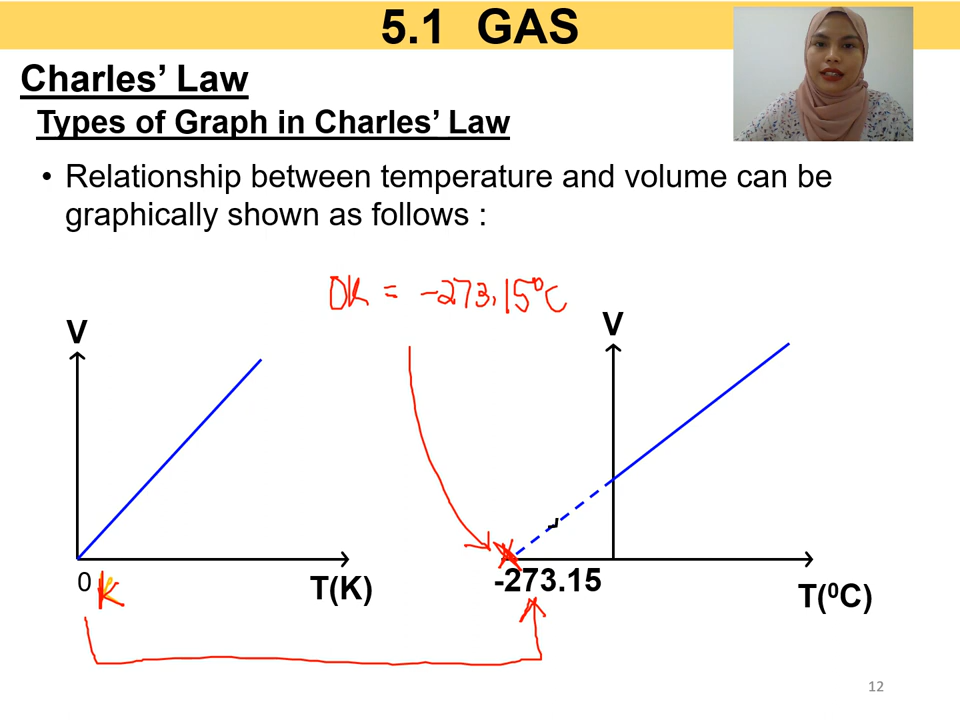 5.1 GAS
Charles’ Law
Types of Graph in Charles’ Law
• Relationship between temperature and volume can be
graphically shown as follows :
0K = -273.15°C
V
V
0 K
T(K)
-273.15
T(⁰C)
12